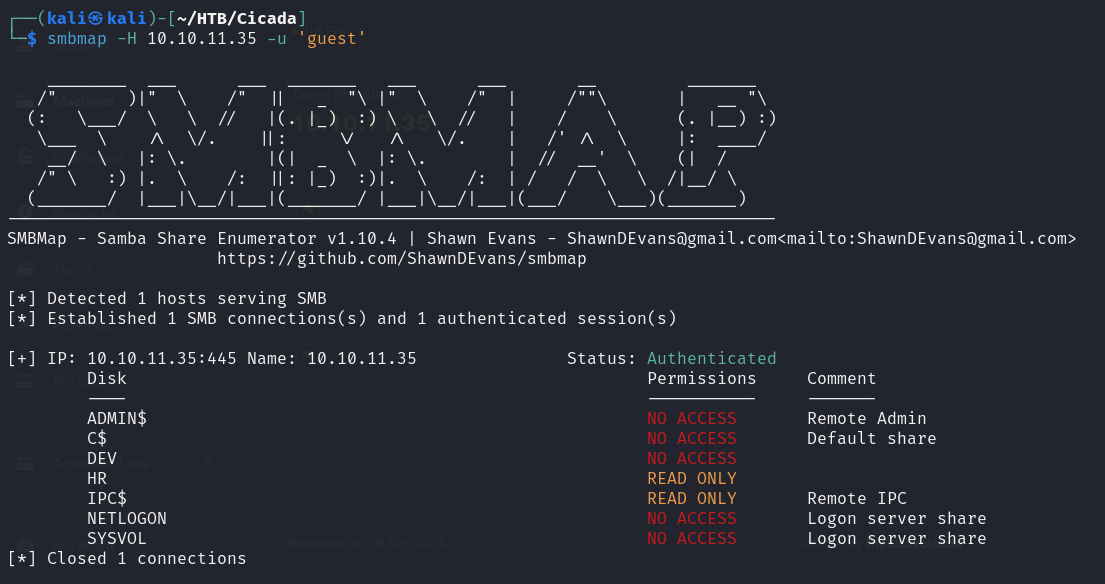 ┌──(kali㉿kali)-[~/HTB/Cicada]
└─$ smbmap -H 10.10.11.35 -u 'guest'
SMBMAP
SMBMap - Samba Share Enumerator v1.10.4 | Shawn Evans - ShawnDEvans@gmail.com<mailto:ShawnDEvans@gmail.com>
https://github.com/ShawnDEvans/smbmap
[*] Detected 1 hosts serving SMB
[*] Established 1 SMB connections(s) and 1 authenticated session(s)
[+] IP: 10.10.11.35:445 Name: 10.10.11.35 Status: Authenticated
Disk Permissions Comment
---- ----------- -------
ADMIN$ NO ACCESS Remote Admin
C$ NO ACCESS Default share
DEV NO ACCESS
HR READ ONLY
IPC$ READ ONLY Remote IPC
NETLOGON NO ACCESS Logon server share
SYSVOL NO ACCESS Logon server share
[*] Closed 1 connections